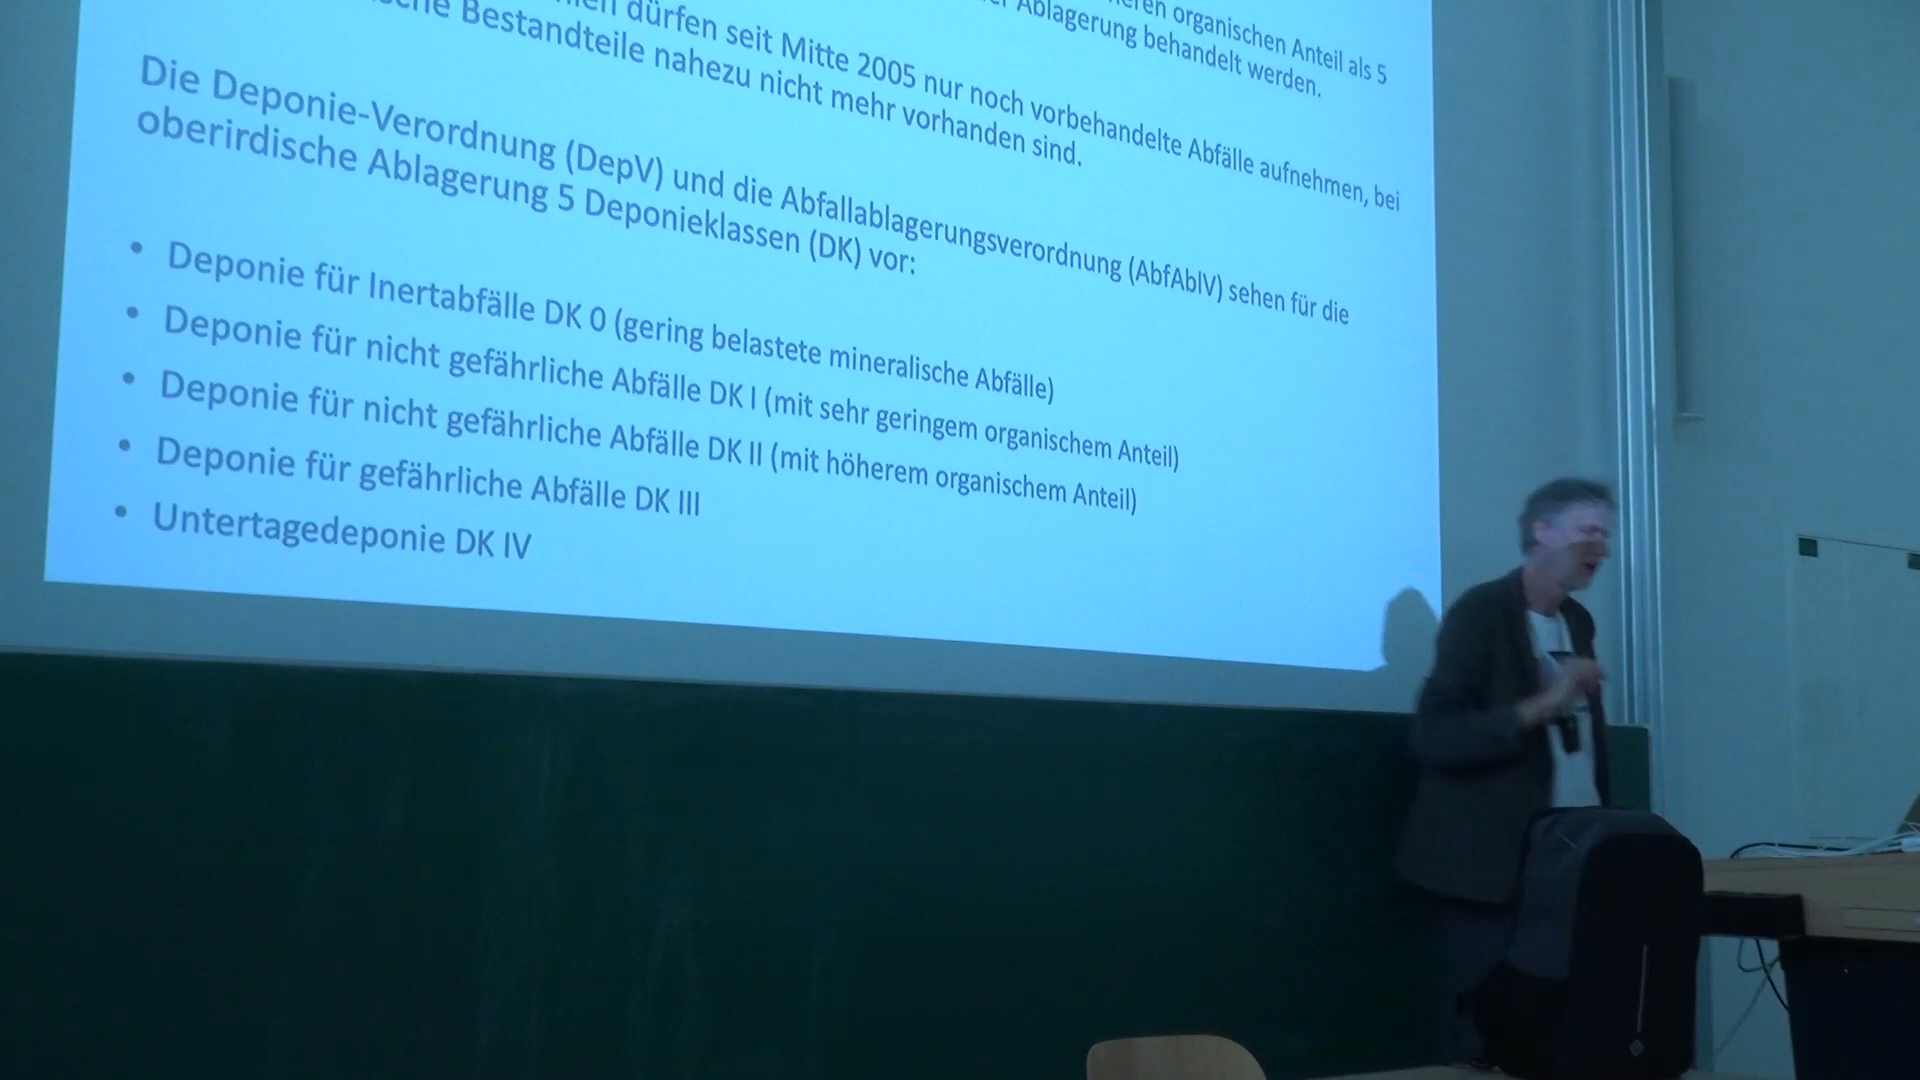 organischen Anteil als 5
Ablagerung behandelt werden.
dürfen seit Mitte 2005 nur noch vorbehandelte Abfälle aufnehmen, bei
Bestandteile nahezu nicht mehr vorhanden sind.
Die Deponie-Verordnung (DepV) und die Abfallablagerungsverordnung (AbfAblV) sehen für die
oberirdische Ablagerung 5 Deponieklassen (DK) vor:
• Deponie für Inertabfälle DK 0 (gering belastete mineralische Abfälle)
• Deponie für nicht gefährliche Abfälle DK I (mit sehr geringem organischem Anteil)
• Deponie für nicht gefährliche Abfälle DK II (mit höherem organischem Anteil)
• Deponie für gefährliche Abfälle DK III
• Untertagedeponie DK IV